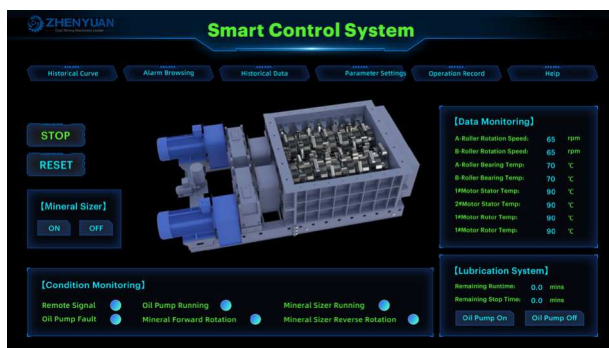 ZHENYUAN
Coal Mining Machinery Leader
Smart Control System
Historical Curve
Alarm Browsing
Historical Data
Parameter Settings
Operation Record
Help
STOP
RESET
【Mineral Sizer】
ON OFF
【Data Monitoring】
A-Roller Rotation Speed: 65 rpm
B-Roller Rotation Speed: 65 rpm
A-Roller Bearing Temp: 70 ℃
B-Roller Bearing Temp: 70 ℃
1#Motor Stator Temp: 90 ℃
2#Motor Stator Temp: 90 ℃
1#Motor Rotor Temp: 90 ℃
1#Motor Rotor Temp: 90 ℃
【Condition Monitoring】
Remote Signal Oil Pump Running Mineral Sizer Running
Oil Pump Fault Mineral Forward Rotation Mineral Sizer Reverse Rotation
【Lubrication System】
Remaining Runtime: 0.0 mins
Remaining Stop Time: 0.0 mins
Oil Pump On Oil Pump Off